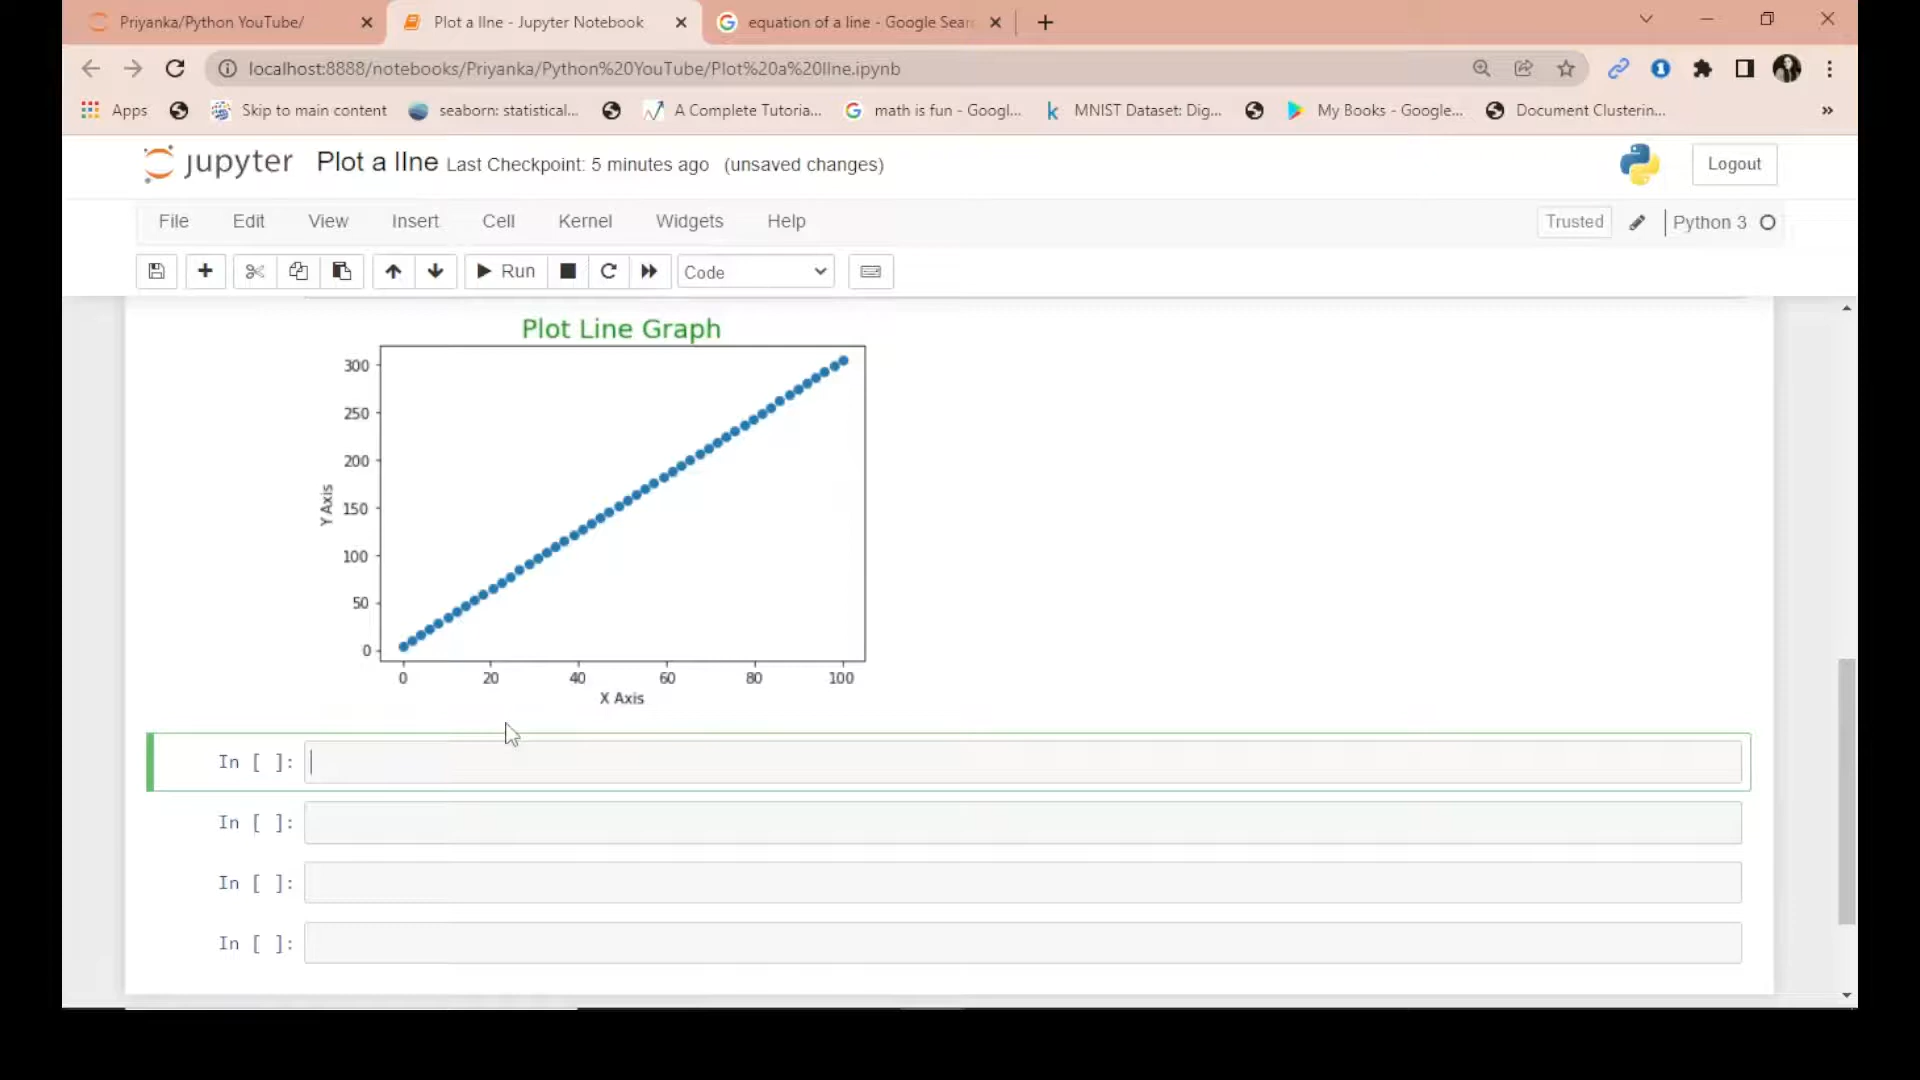 Priyanka/Python YouTube/
Plot a lIne - Jupyter Notebook
equation of a line - Google Sear
localhost:8888/notebooks/Priyanka/Python%20YouTube/Plot%20a%20lIne.ipynb
Apps
Skip to main content
seaborn: statistical...
A Complete Tutoria...
math is fun - Googl...
MNIST Dataset: Dig...
My Books - Google...
Document Clusterin...
»
jupyter Plot a lIne Last Checkpoint: 5 minutes ago (unsaved changes)
Logout
File Edit View Insert Cell Kernel Widgets Help
Trusted
Python 3
Run
Code
Plot Line Graph
300
250
200
150
100
50
0
Y Axis
0 20 40 60 80 100
X Axis
In [ ]:
In [ ]:
In [ ]:
In [ ]: